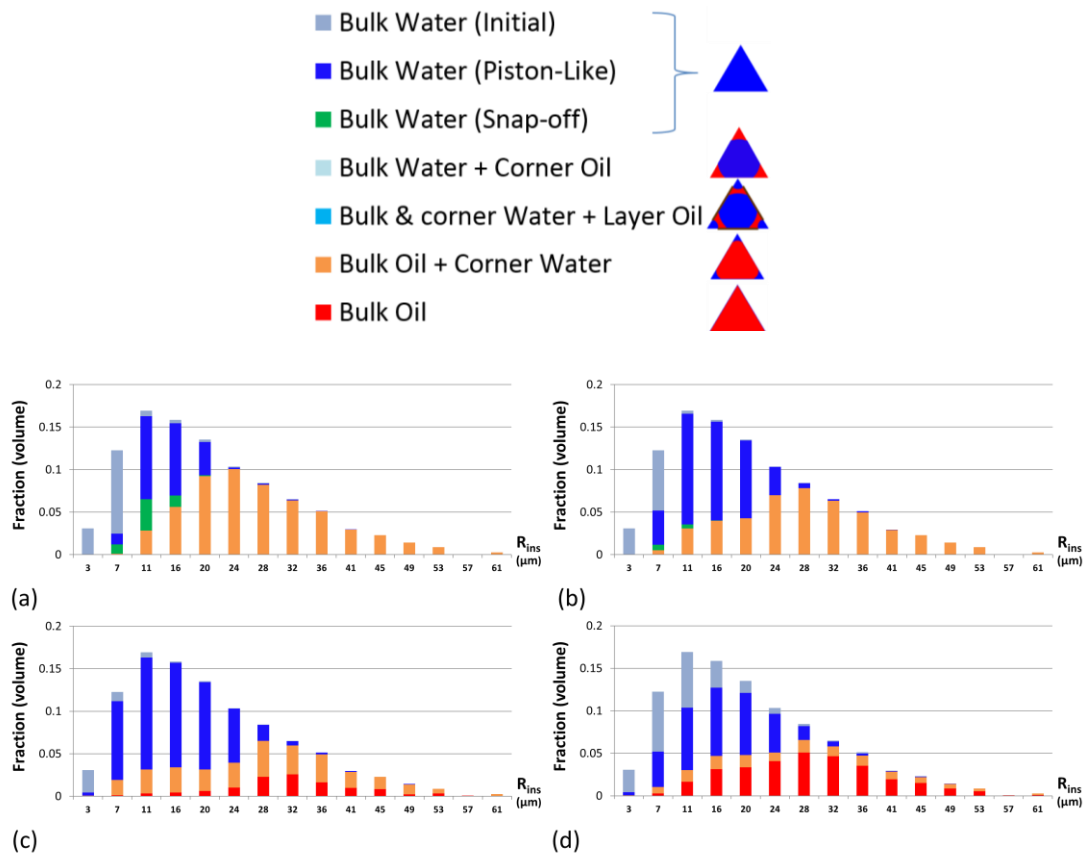 Bulk Water (Initial)
Bulk Water (Piston-Like)
Bulk Water (Snap-off)
Bulk Water + Corner Oil
Bulk & corner Water + Layer Oil
Bulk Oil + Corner Water
Bulk Oil
Fraction (volume)
0.2
0.15
0.1
0.05
0
3 7 11 16 20 24 28 32 36 41 45 49 53 57 61
Rins
(μm)
(a)
Fraction (volume)
0.2
0.15
0.1
0.05
0
3 7 11 16 20 24 28 32 36 41 45 49 53 57 61
Rins
(μm)
(b)
Fraction (volume)
0.2
0.15
0.1
0.05
0
3 7 11 16 20 24 28 32 36 41 45 49 53 57 61
Rins
(μm)
(c)
Fraction (volume)
0.2
0.15
0.1
0.05
0
3 7 11 16 20 24 28 32 36 41 45 49 53 57 61
Rins
(μm)
(d)